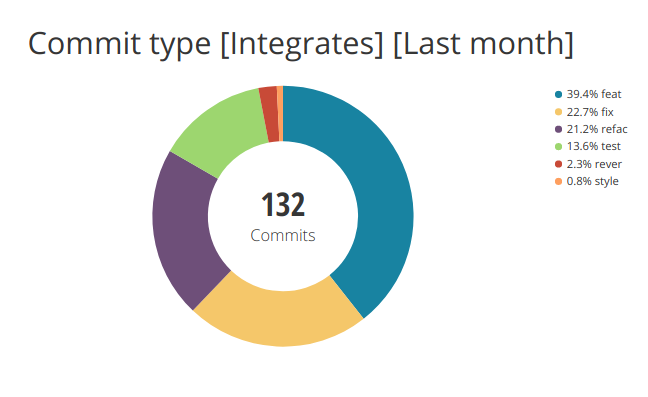 Commit type [Integrates] [Last month]
39.4% feat
22.7% fix
21.2% refac
13.6% test
2.3% rever
0.8% style
132
Commits